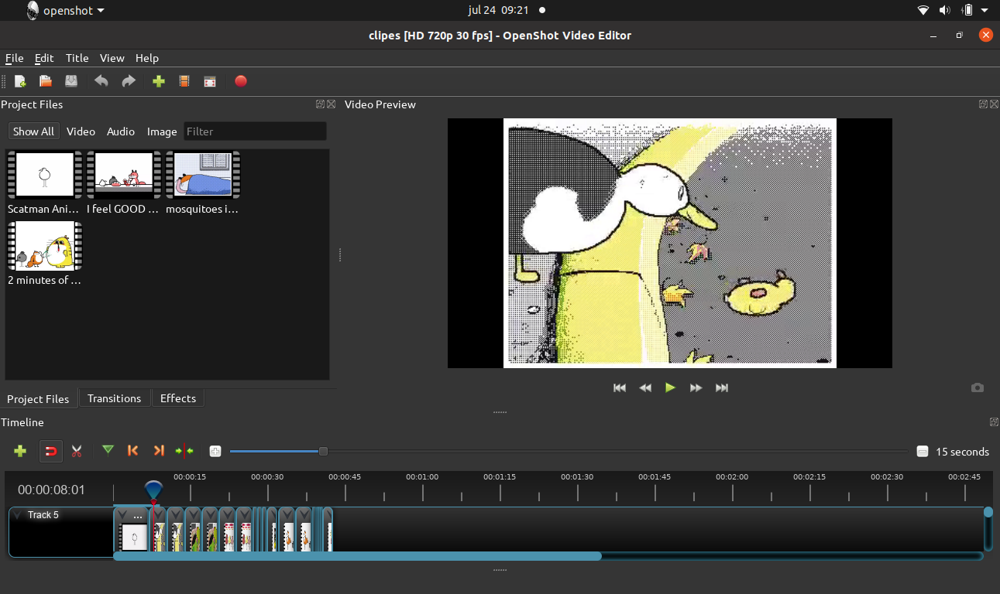 openshot
jul 24 09:21
clipes [HD 720p 30 fps] - OpenShot Video Editor
File Edit Title View Help
Project Files
Video Preview
Show All Video Audio Image Filter
Scatman Ani... I feel GOOD ... mosquitoes i...
2 minutes of ...
Project Files Transitions Effects
Timeline
15 seconds
00:00:15 00:00:30 00:00:45 00:01:00 00:01:15 00:01:30 00:01:45 00:02:00 00:02:15 00:02:30 00:02:45
00:00:08:01
Track 5 ...